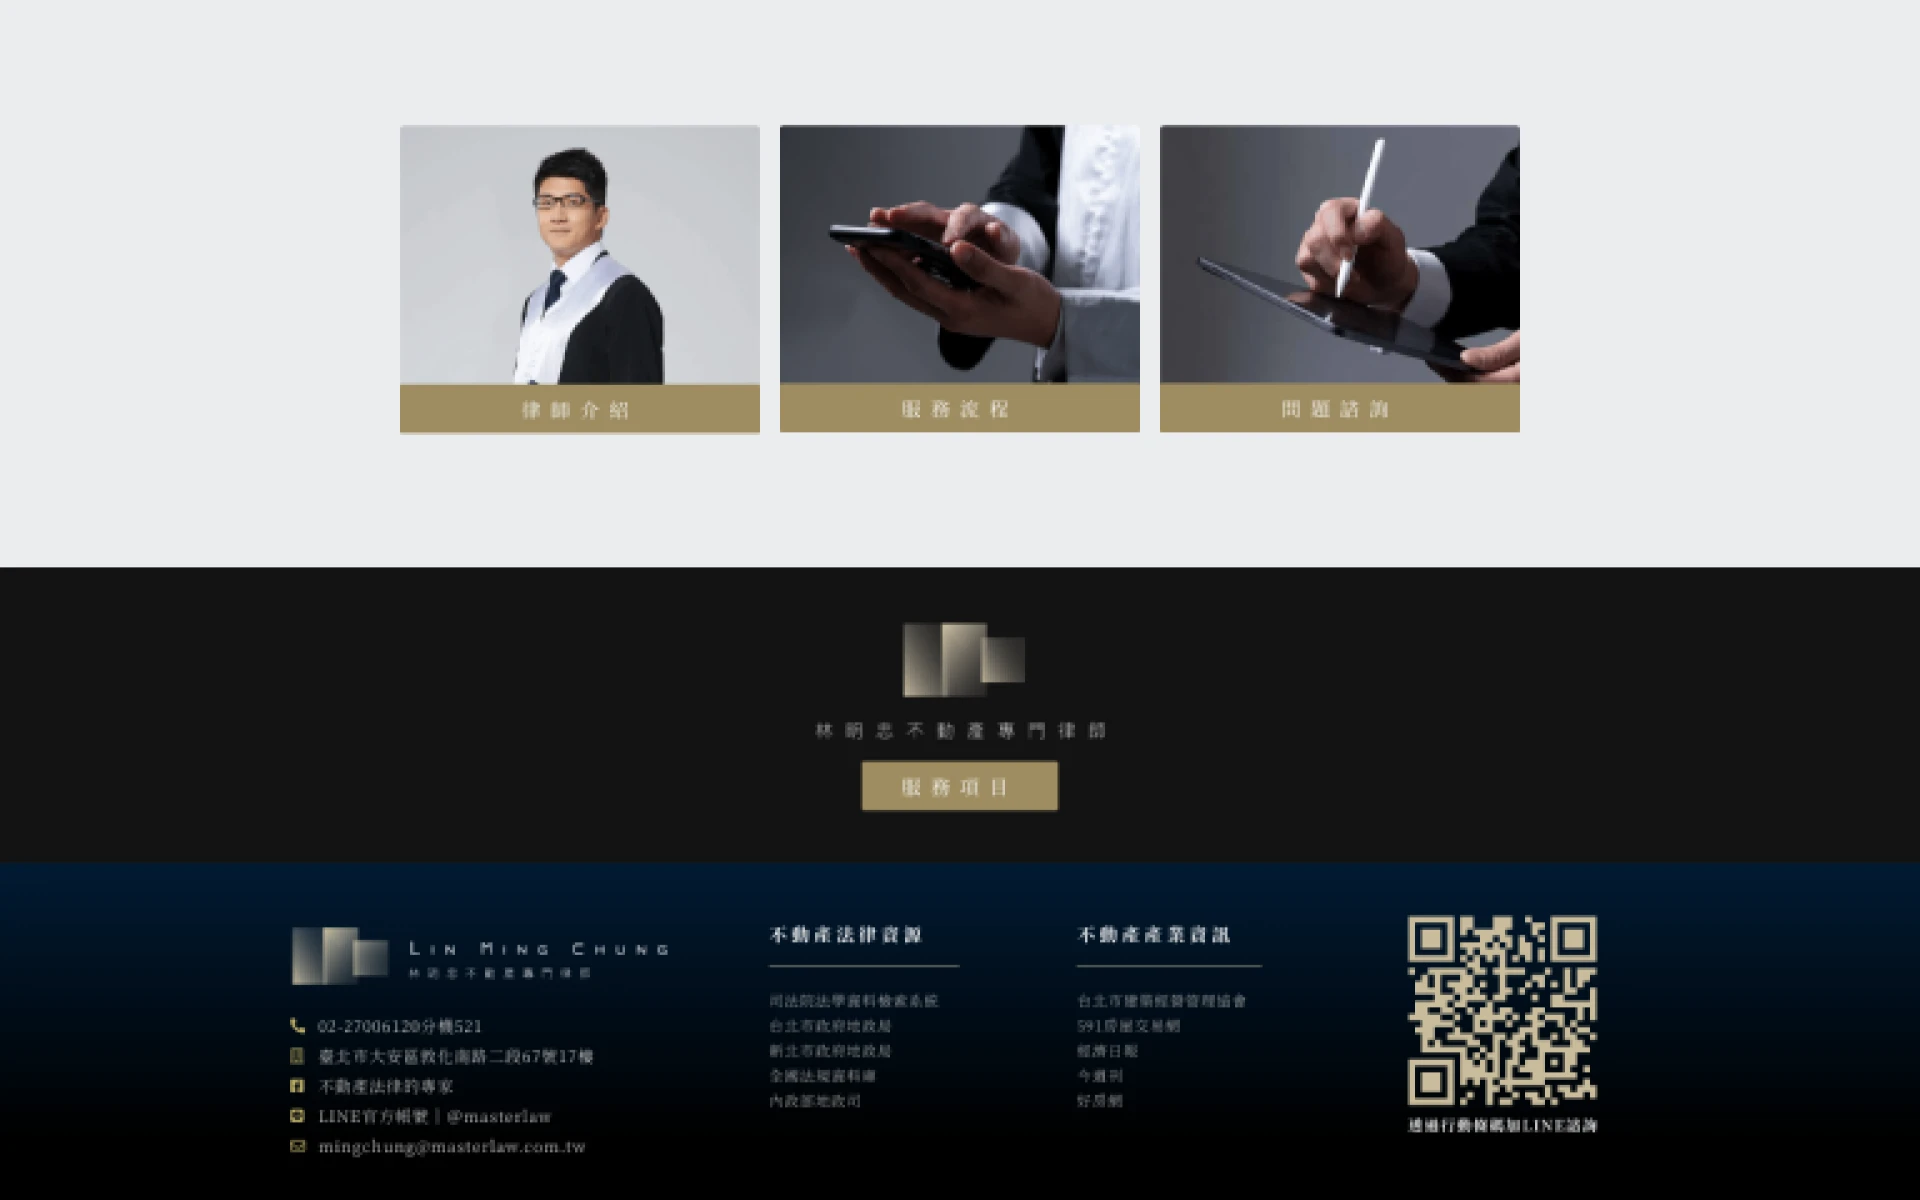 律師介紹
服務流程
問題諮詢
林明忠不動產專門律師
服務項目
LIN MING CHUNG
林明忠不動產專門律師
02-27006120分機521
臺北市大安區敦化南路二段67號17樓
不動產法律的專家
LINE官方帳號｜@masterlaw
mingchung@masterlaw.com.tw
不動產法律資源
司法院法學資料檢索系統
台北市政府地政局
新北市政府地政局
全國法規資料庫
內政部地政司
不動產產業資訊
台北市建築經營管理協會
591房屋交易網
經濟日報
今週刊
好房網
透過行動條碼加LINE諮詢